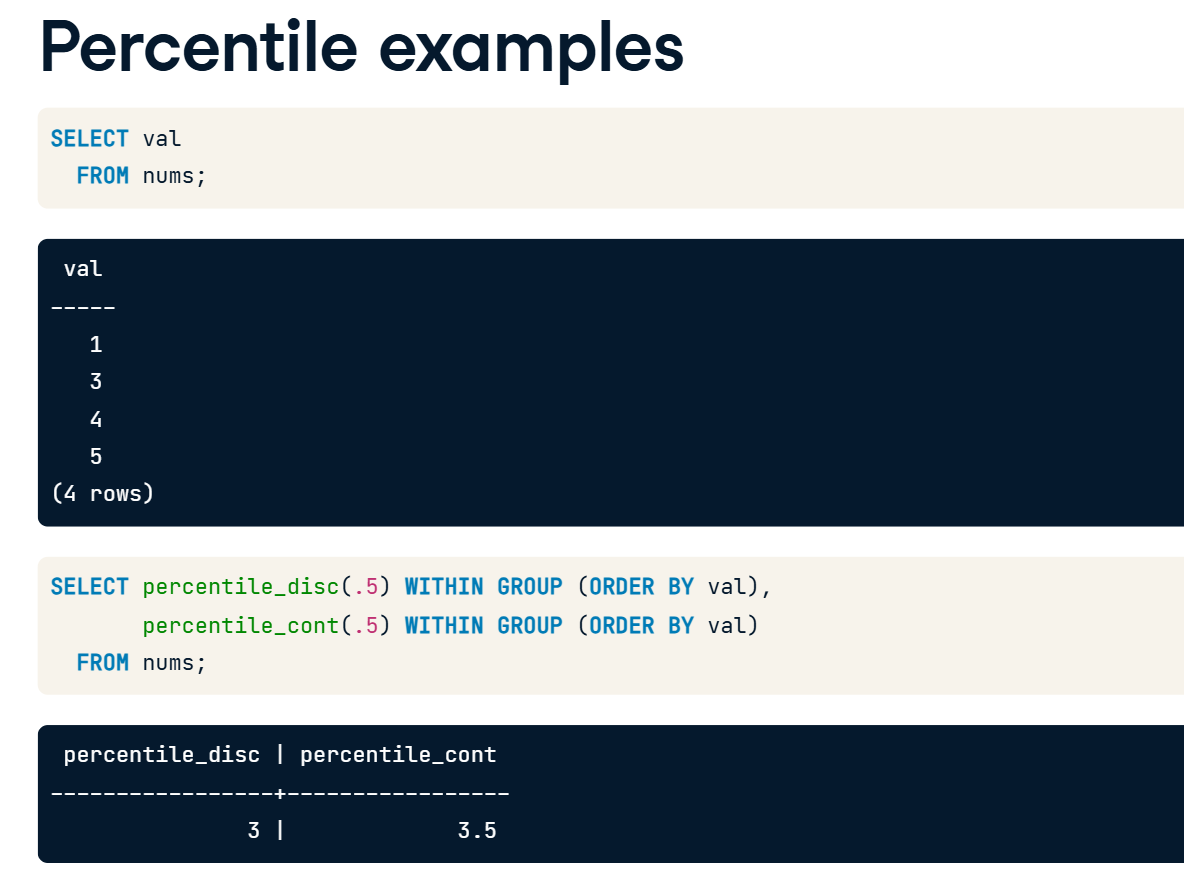 Percentile examples
SELECT val
  FROM nums;
 val
-----
   1
   3
   4
   5
(4 rows)
SELECT percentile_disc(.5) WITHIN GROUP (ORDER BY val),
       percentile_cont(.5) WITHIN GROUP (ORDER BY val)
  FROM nums;
 percentile_disc | percentile_cont
-----------------+-----------------
               3 |             3.5